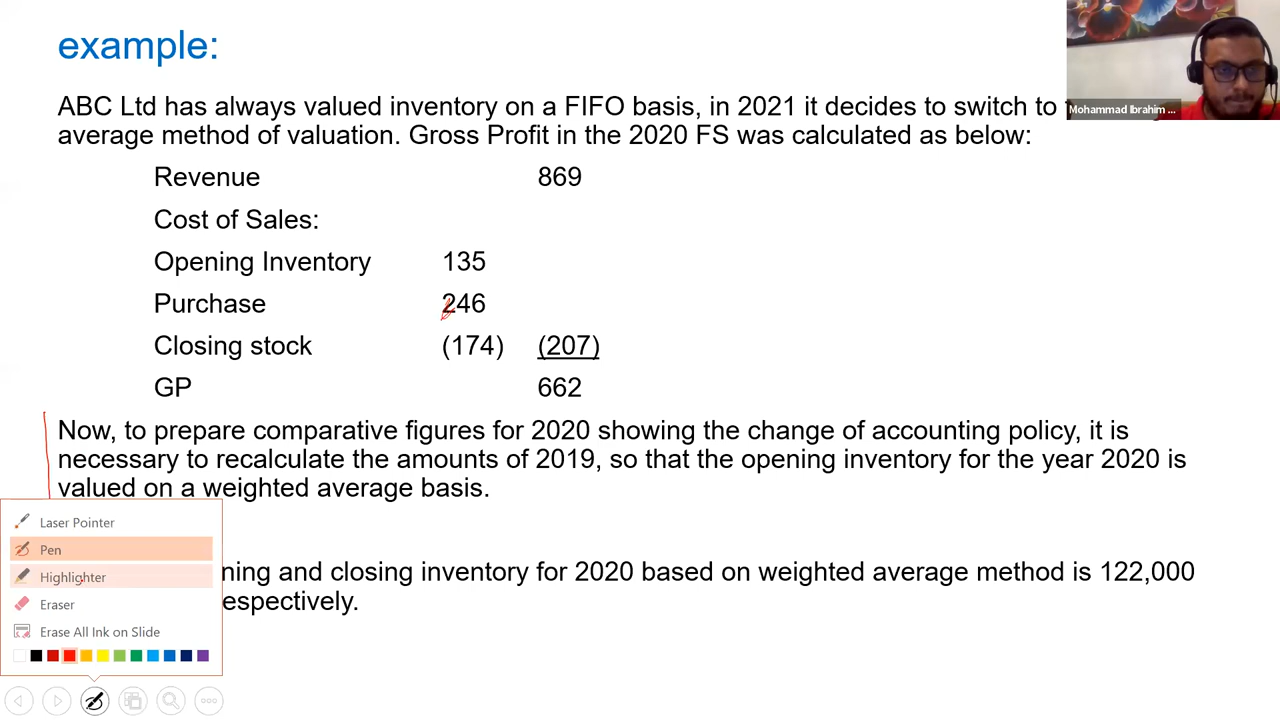 example:
ABC Ltd has always valued inventory on a FIFO basis, in 2021 it decides to switch to
Mohammad Ibrahim ...
average method of valuation. Gross Profit in the 2020 FS was calculated as below:
Revenue 869
Cost of Sales:
Opening Inventory 135
Purchase 246
Closing stock (174) (207)
GP 662
Now, to prepare comparative figures for 2020 showing the change of accounting policy, it is
necessary to recalculate the amounts of 2019, so that the opening inventory for the year 2020 is
valued on a weighted average basis.
Laser Pointer
Pen
Highlighter
Eraser
Erase All Ink on Slide
and closing inventory for 2020 based on weighted average method is 122,000